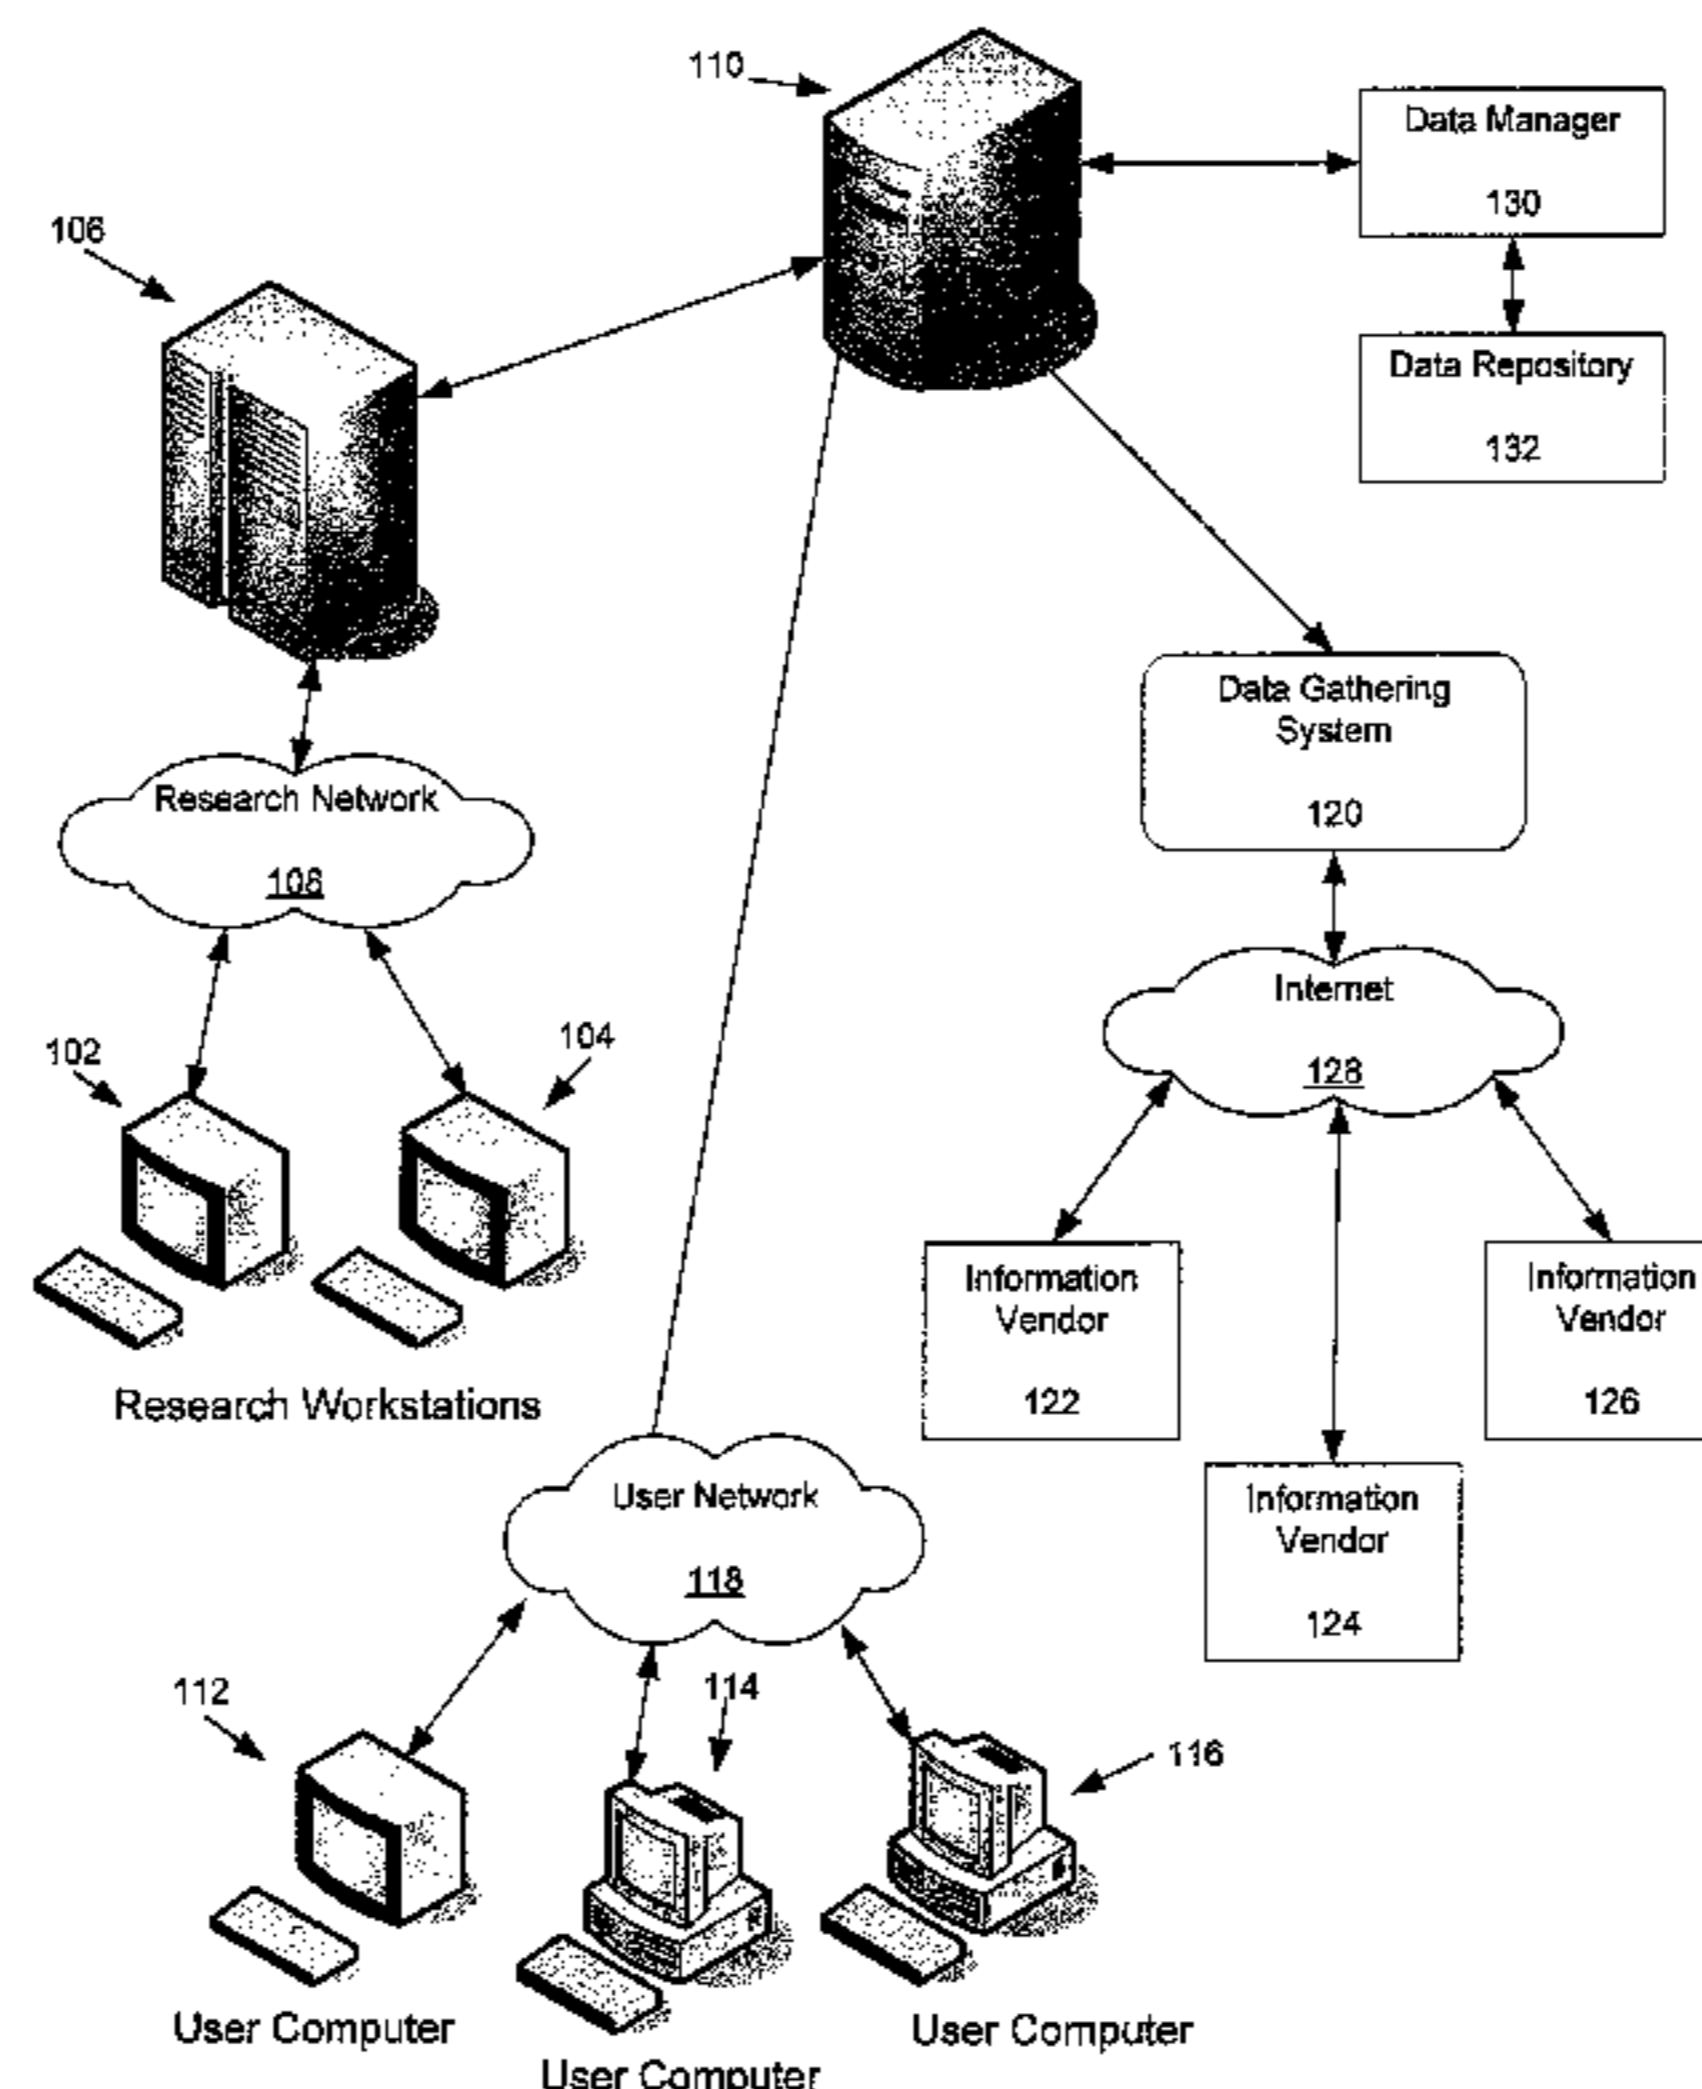 110
Data Manager
130
106
Data Repository
132
Data Gathering
System
120
Research Network
108
Internet
128
102
104
Information
Vendor
122
Information
Vendor
126
Research Workstations
Information
Vendor
124
User Network
118
112
114
116
User Computer
User Computer
User Computer